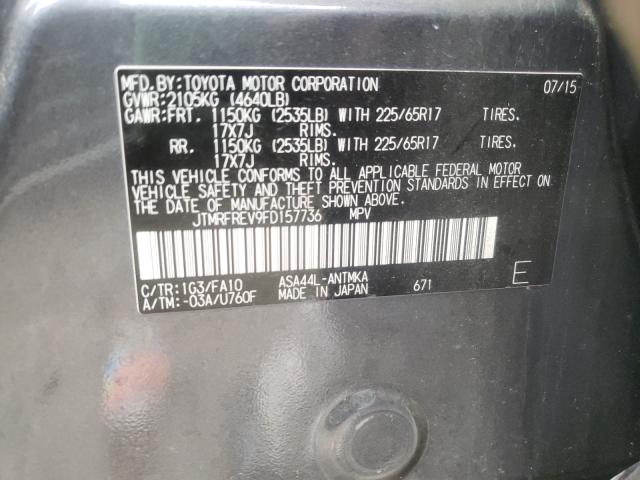 MFD.BY:TOYOTA MOTOR CORPORATION 07/15
GVWR:2105KG (4640LB)
GAWR:FRT. 1150KG (2535LB) WITH 225/65R17 TIRES.
17X7J RIMS.
RR. 1150KG (2535LB) WITH 225/65R17 TIRES.
17X7J RIMS.
THIS VEHICLE CONFORMS TO ALL APPLICABLE FEDERAL MOTOR
VEHICLE SAFETY AND THEFT PREVENTION STANDARDS IN EFFECT ON
THE DATE OF MANUFACTURE SHOWN ABOVE.
JTMRFREV9FD157736 MPV
C/TR:1G3/FA10 ASA44L-ANTMKA
A/TM:-03A/U760F MADE IN JAPAN 671 E